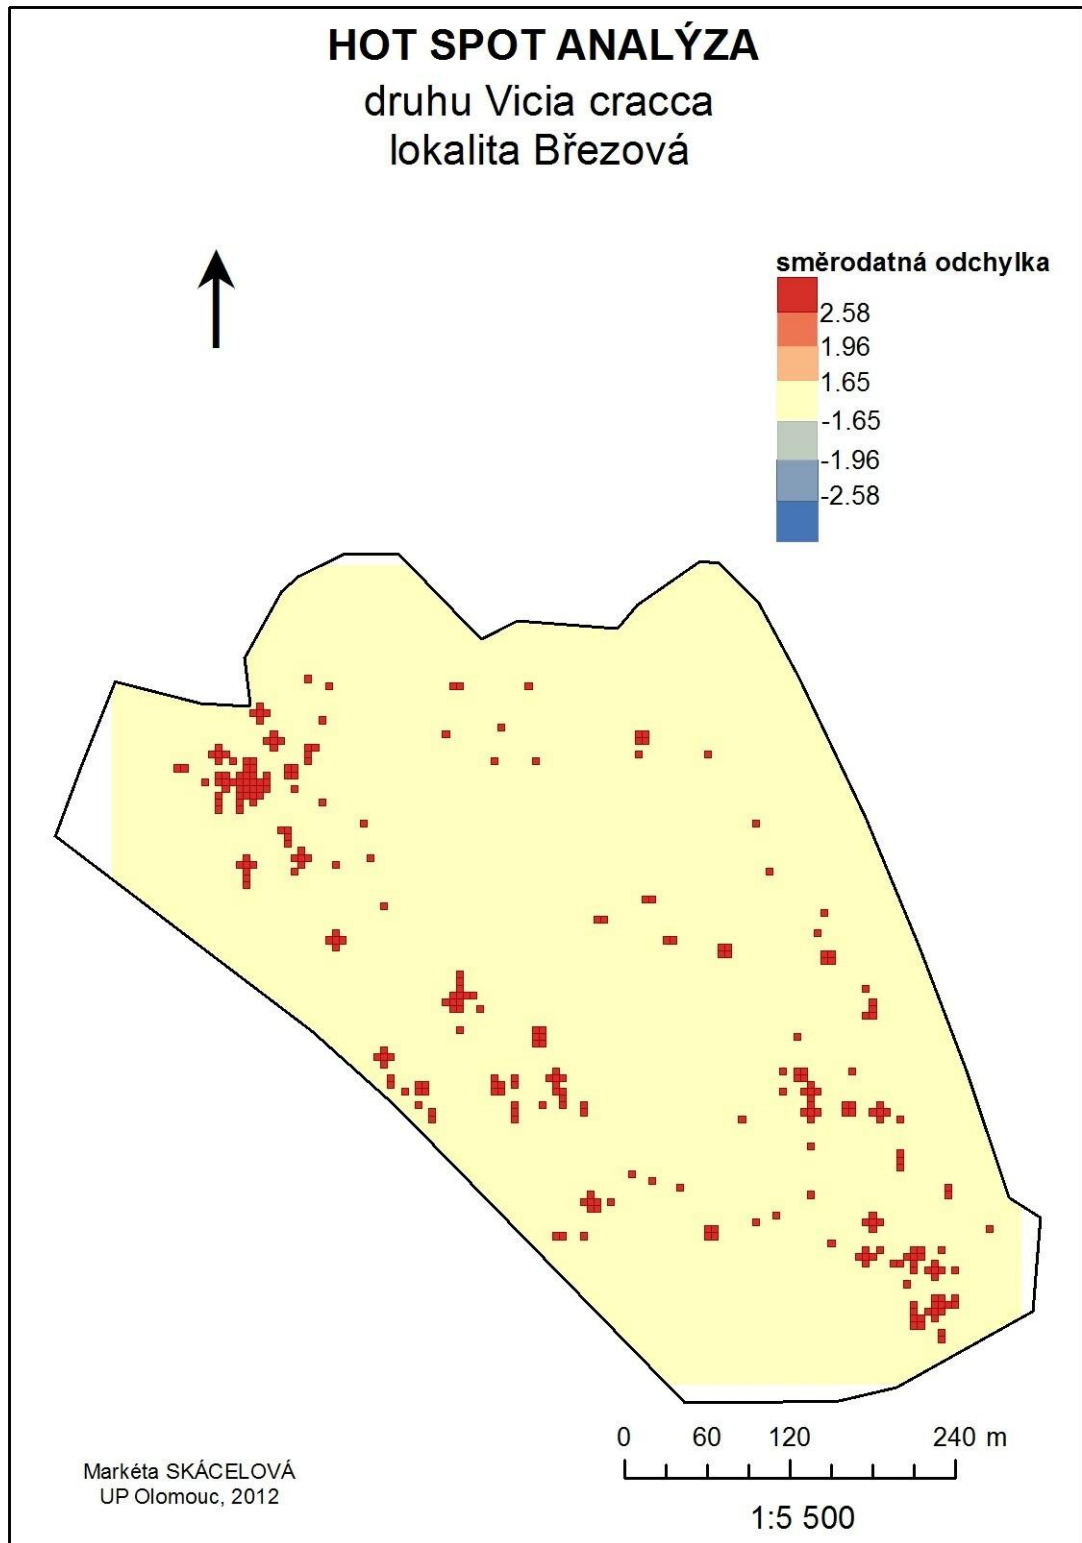 HOT SPOT ANALÝZA
druhu Vicia cracca
lokalita Březová
směrodatná odchylka
2.58
1.96
1.65
-1.65
-1.96
-2.58
0 60 120 240 m
1:5 500
Markéta SKÁCELOVÁ
UP Olomouc, 2012